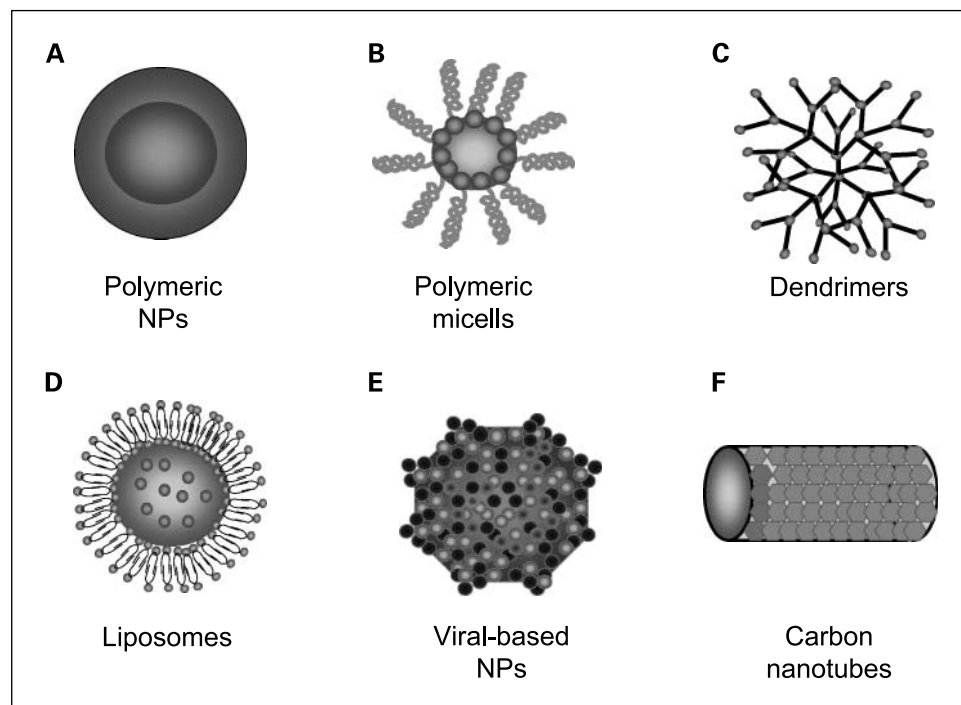 A
B
C
Polymeric
NPs
Polymeric
micells
Dendrimers
D
E
F
Liposomes
Viral-based
NPs
Carbon
nanotubes